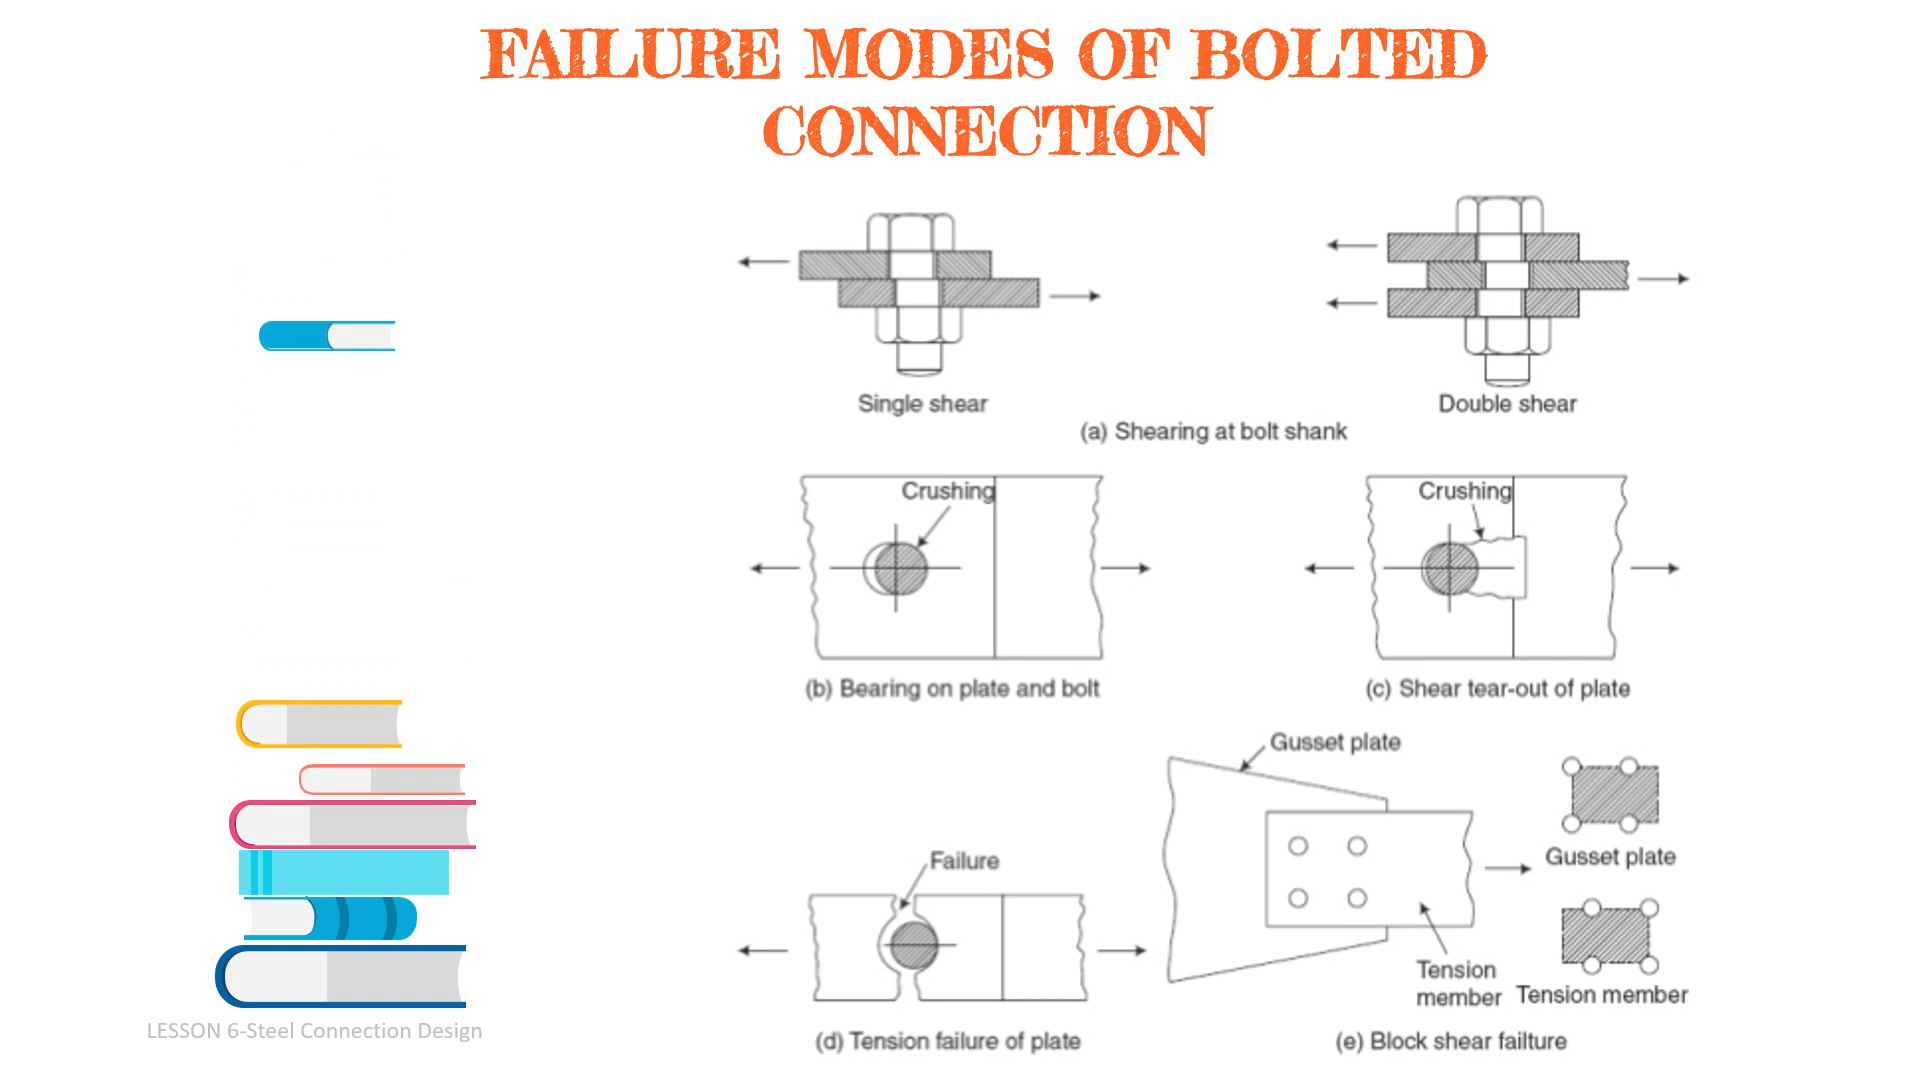 FAILURE MODES OF BOLTED
CONNECTION
Single shear
Double shear
(a) Shearing at bolt shank
Crushing
(b) Bearing on plate and bolt
Crushing
(c) Shear tear-out of plate
Failure
(d) Tension failure of plate
Gusset plate
Gusset plate
Tension
member
Tension member
(e) Block shear failture
LESSON 6-Steel Connection Design